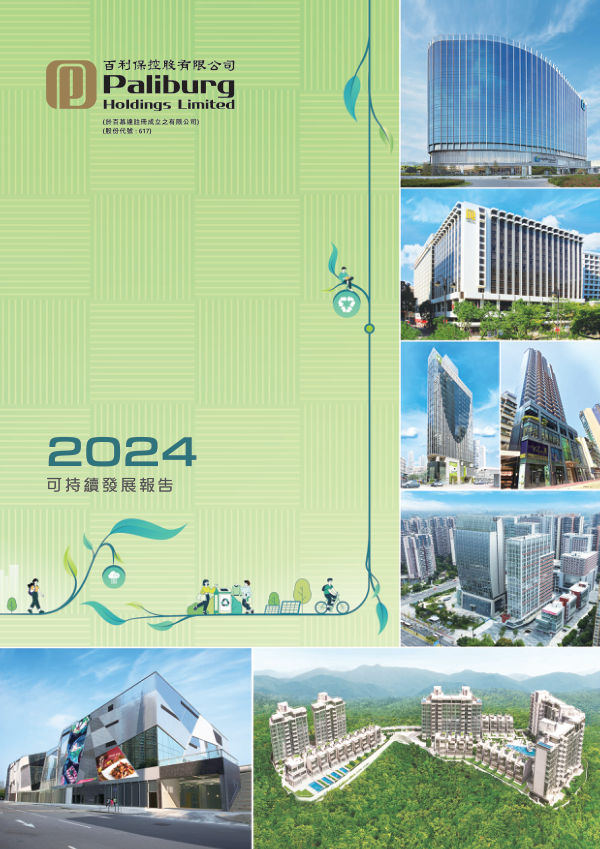 百利保控股有限公司
Paliburg
Holdings Limited
(於百慕達註冊成立之有限公司)
(股份代號：617)
2024
可持續發展報告